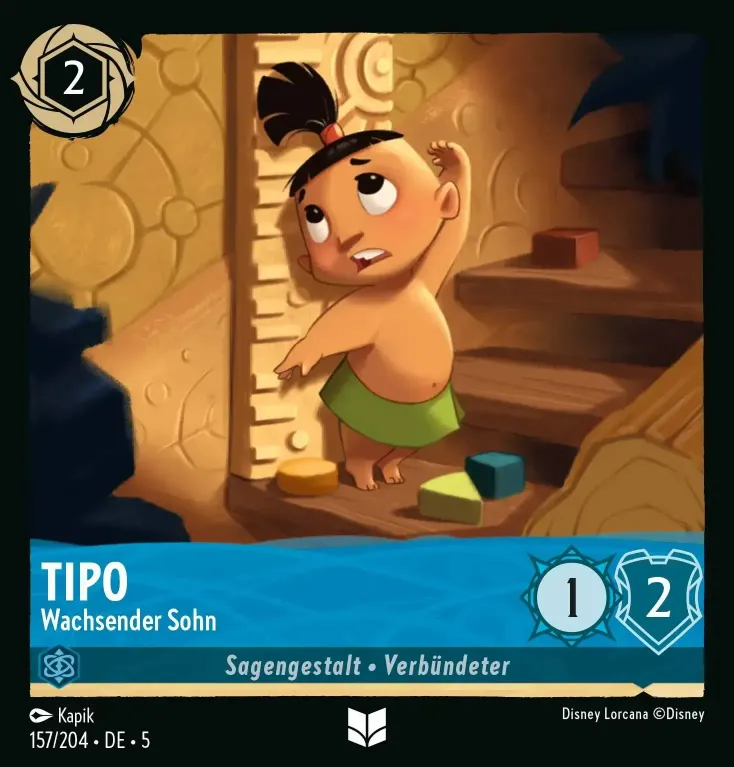 2
TIPO
Wachsender Sohn
1
2
Sagengestalt • Verbündeter
Kapik
157/204 • DE • 5
Disney Lorcana ©Disney